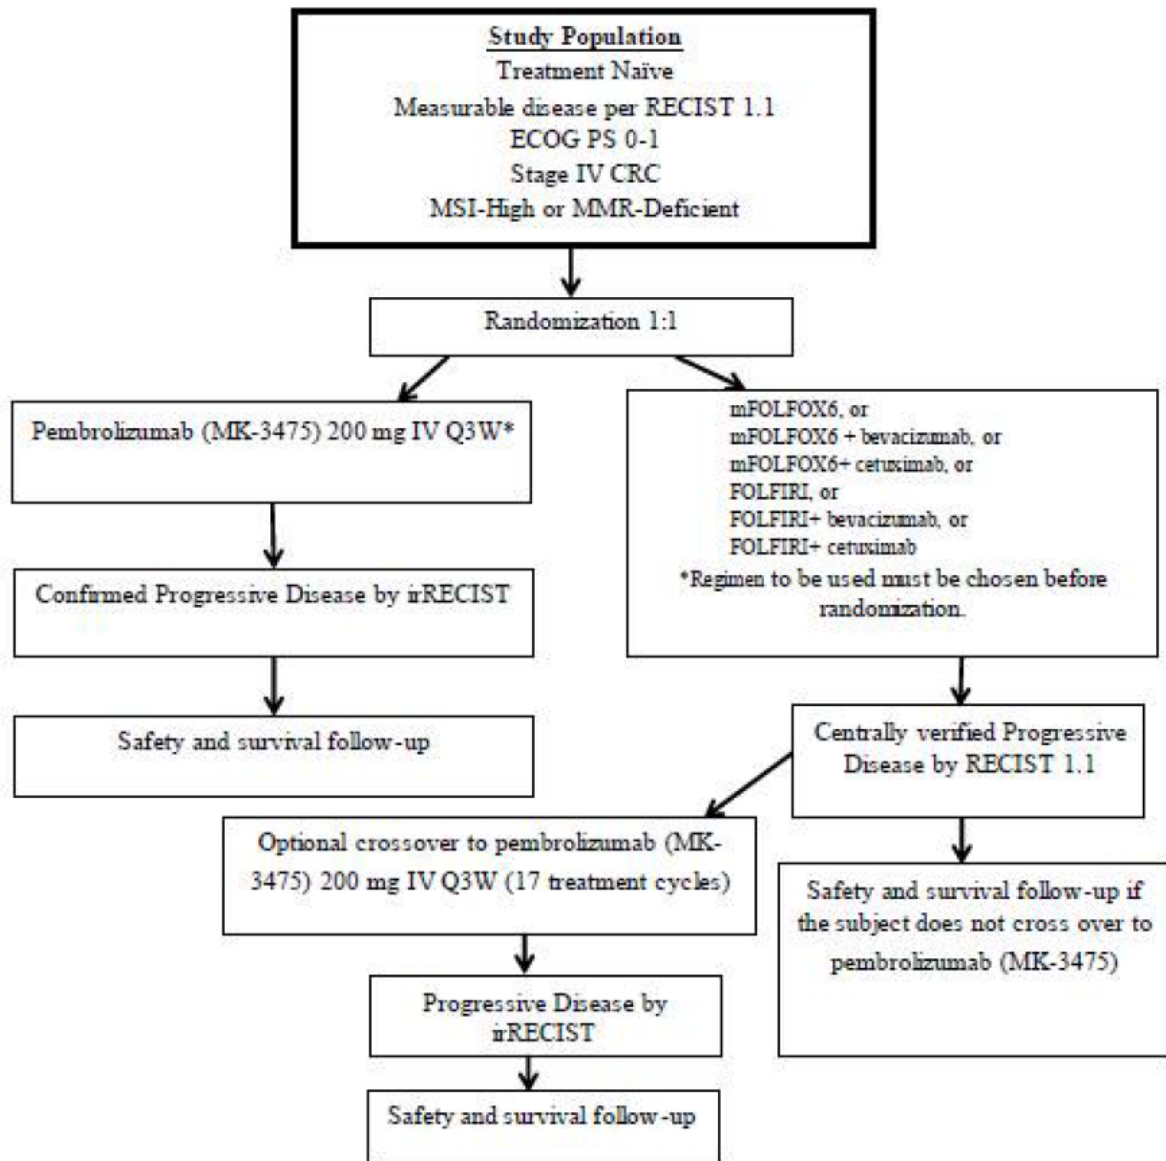 Study Population
Treatment Naïve
Measurable disease per RECIST 1.1
ECOG PS 0-1
Stage IV CRC
MSI-High or MMR-Deficient
Randomization 1:1
Pembrolizumab (MK-3475) 200 mg IV Q3W*
mFOLFOX6, or
mFOLFOX6 + bevacizumab, or
mFOLFOX6+ cetuximab, or
FOLFIRI, or
FOLFIRI+ bevacizumab, or
FOLFIRI+ cetuximab
*Regimen to be used must be chosen before
randomization.
Confirmed Progressive Disease by irRECIST
Safety and survival follow-up
Centrally verified Progressive
Disease by RECIST 1.1
Optional crossover to pembrolizumab (MK-
3475) 200 mg IV Q3W (17 treatment cycles)
Safety and survival follow-up if
the subject does not cross over to
pembrolizumab (MK-3475)
Progressive Disease by
irRECIST
Safety and survival follow-up